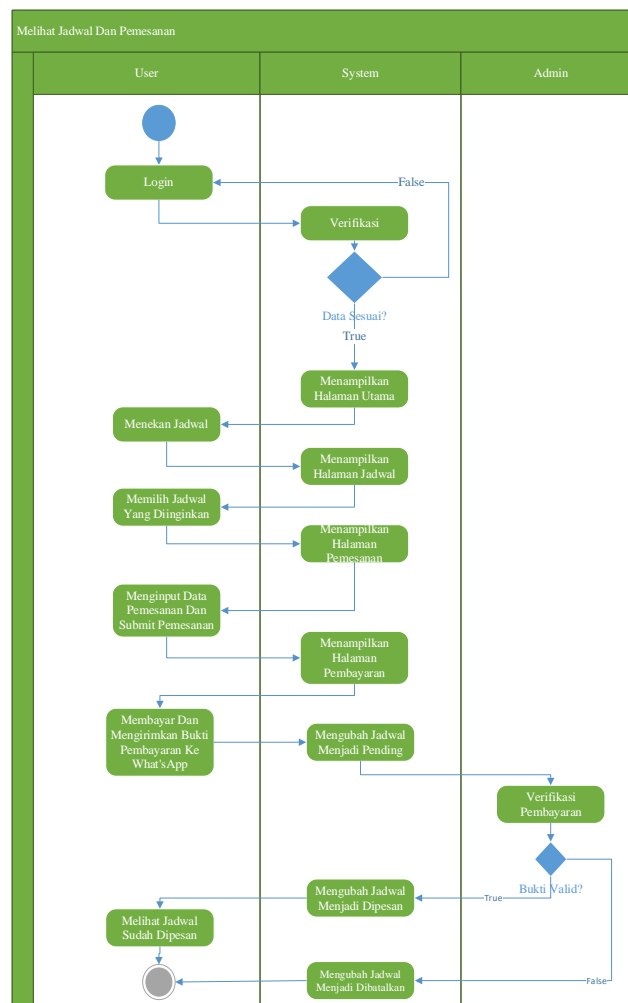 Melihat Jadwal Dan Pemesanan
User
System
Admin
Login
False
Verifikasi
Data Sesuai?
True
Menampilkan
Halaman Utama
Menekan Jadwal
Menampilkan
Halaman Jadwal
Memilih Jadwal
Yang Diinginkan
Menampilkan
Halaman
Pemesanan
Menginput Data
Pemesanan Dan
Submit Pemesanan
Menampilkan
Halaman
Pembayaran
Membayar Dan
Mengirimkan Bukti
Pembayaran Ke
What'sApp
Mengubah Jadwal
Menjadi Pending
Verifikasi
Pembayaran
Bukti Valid?
True
Mengubah Jadwal
Menjadi Dipesan
Melihat Jadwal
Sudah Dipesan
False
Mengubah Jadwal
Menjadi Dibatalkan